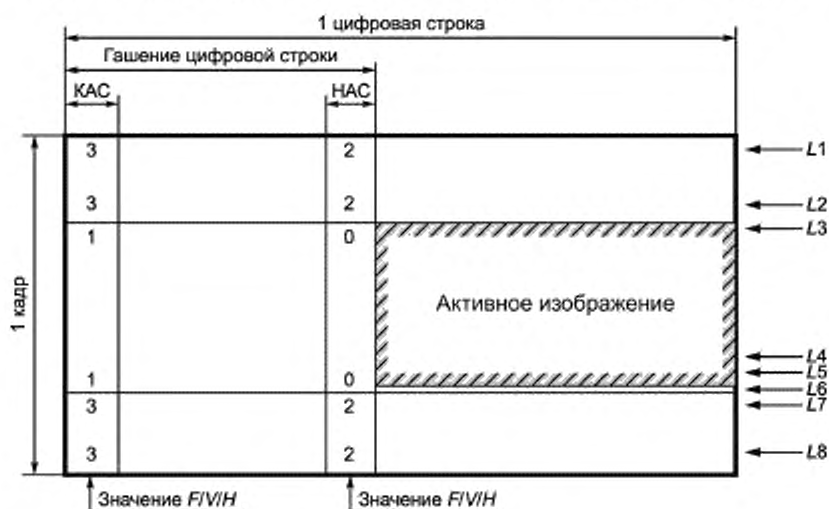 1 цифровая строка
Гашение цифровой строки
КАС
НАС
3
2
L1
3
2
L2
L3
1
0
1 кадр
Активное изображение
L4
L5
1
0
L6
3
2
L7
3
2
L8
Значение F/V/H
Значение F/V/H